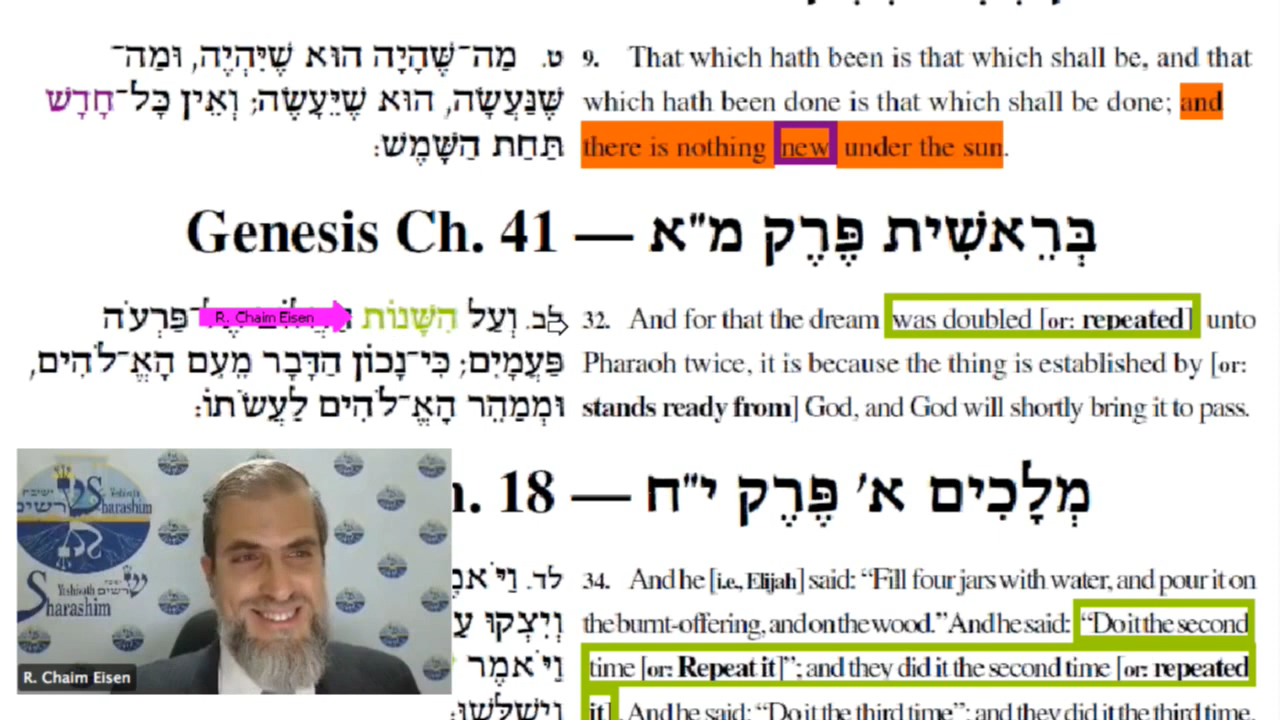 ט. מַה־שֶּׁהָיָה הוּא שֶׁיִּהְיֶה, וּמַה־
שֶּׁנַּעֲשָׂה, הוּא שֶׁיֵּעָשֶׂה; וְאֵין כָּל־חָדָשׁ
תַּחַת הַשָּׁמֶשׁ:
9. That which hath been is that which shall be, and that
which hath been done is that which shall be done; and
there is nothing new under the sun.
Genesis Ch. 41 — בְּרֵאשִׁית פֶּרֶק מ"א
לב. וְעַל הִשָּׁנוֹת פַּרְעֹה
פַּעֲמָיִם; כִּי־נָכוֹן הַדָּבָר מֵעִם הָאֱ־לֹהִים,
וּמְמַהֵר הָאֱ־לֹהִים לַעֲשֹׂתוֹ:
R. Chaim Eisen
32. And for that the dream was doubled [or: repeated] unto
Pharaoh twice, it is because the thing is established by [or:
stands ready from] God, and God will shortly bring it to pass.
18 — מְלָכִים א' פֶּרֶק י"ח
לד.
וְיִצְקוּ
וַיֹּאמֶר
וַיְשַׁלֵּשׁוּ:
34. And he [i.e., Elijah] said: “Fill four jars with water, and pour it on
the burnt-offering, and on the wood.” And he said: “Do it the second
time [or: Repeat it]”; and they did it the second time [or: repeated
it]. And he said: “Do it the third time”; and they did it the third time.
Yeshivath
Sharashim
Yeshivath שרשים
Sharashim
R. Chaim Eisen